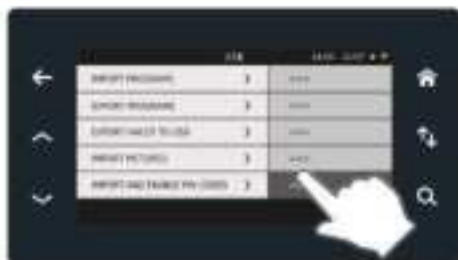 USB
IMPORT PROGRAMS
EXPORT PROGRAMS
EXPORT HACCP TO USB
IMPORT PICTURES
IMPORT AND ENABLE PIN CODES